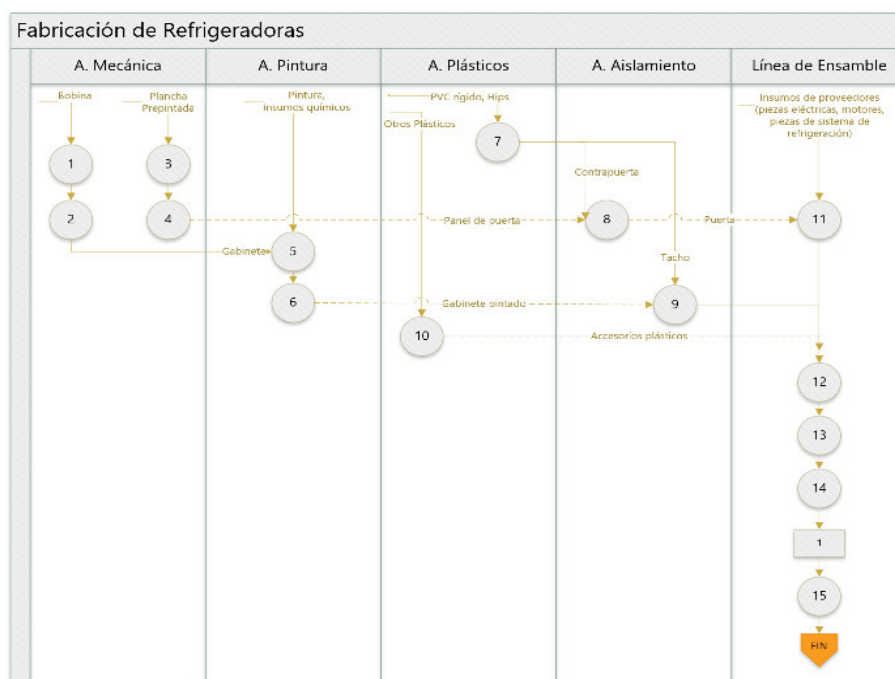 Fabricación de Refrigeradoras
A. Mecánica
A. Pintura
A. Plásticos
A. Aislamiento
Línea de Ensamble
Bobina
Plancha
Prepintada
Pintura,
insumos químicos
PVC rígido, Hips
Otros Plásticos
Insumos de proveedores
(piezas eléctricas, motores,
piezas de sistema de
refrigeración)
1
3
7
Contrapuerta
2
4
Panel de puerta
8
Puerta
11
Gabinete
5
Tacho
6
Gabinete pintado
9
10
Accesorios plásticos
12
13
14
1
15
FIN